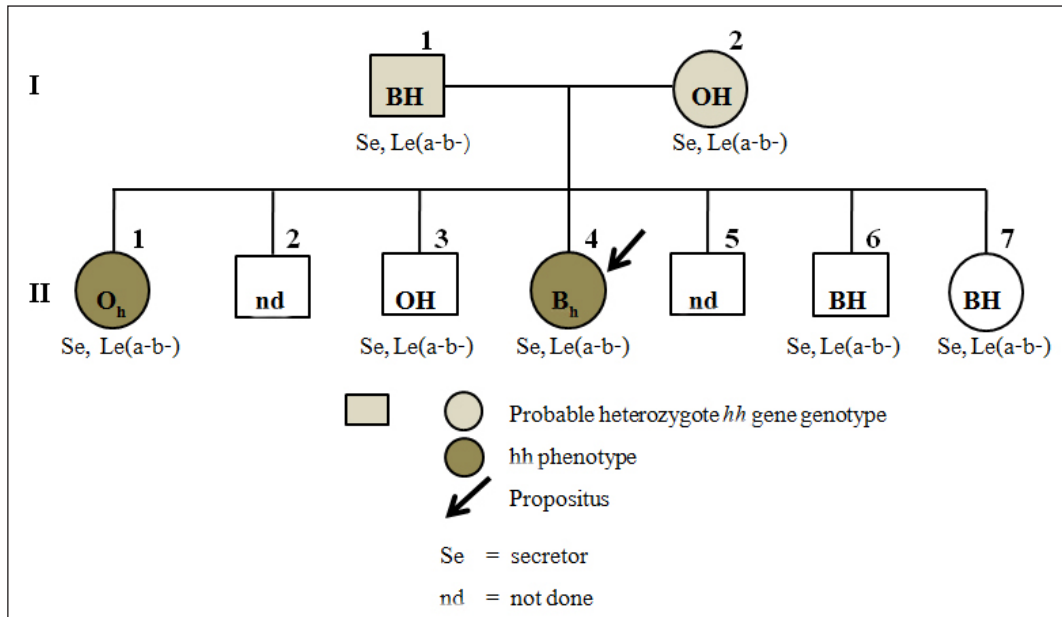 1 2
I BH OH
Se, Le(a-b-) Se, Le(a-b-)
1 2 3 4 5 6 7
II Oh nd OH Bh nd BH BH
Se, Le(a-b-) Se, Le(a-b-) Se, Le(a-b-) Se, Le(a-b-) Se, Le(a-b-)
Probable heterozygote hh gene genotype
hh phenotype
Propositus
Se = secretor
nd = not done